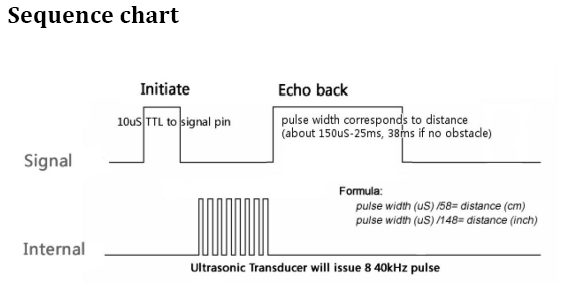 Sequence chart
Initiate
Echo back
10uS TTL to signal pin
pulse width corresponds to distance
(about 150uS-25ms, 38ms if no obstacle)
Signal
Formula:
pulse width (uS) /58= distance (cm)
pulse width (uS) /148= distance (inch)
Internal
Ultrasonic Transducer will issue 8 40kHz pulse